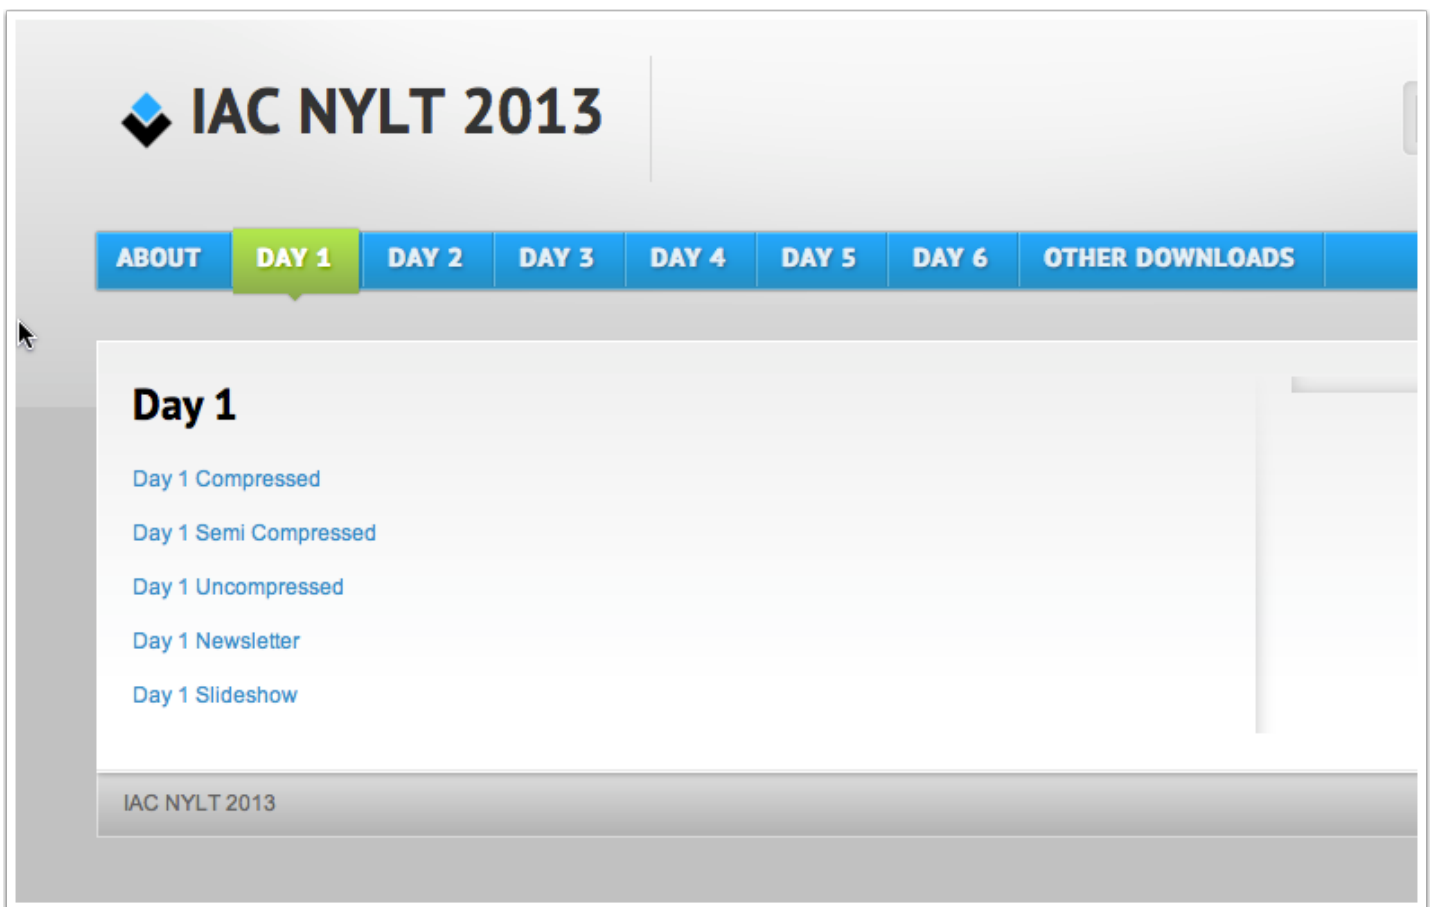 IAC NYLT 2013
ABOUT DAY 1 DAY 2 DAY 3 DAY 4 DAY 5 DAY 6 OTHER DOWNLOADS
Day 1
Day 1 Compressed
Day 1 Semi Compressed
Day 1 Uncompressed
Day 1 Newsletter
Day 1 Slideshow
IAC NYLT 2013